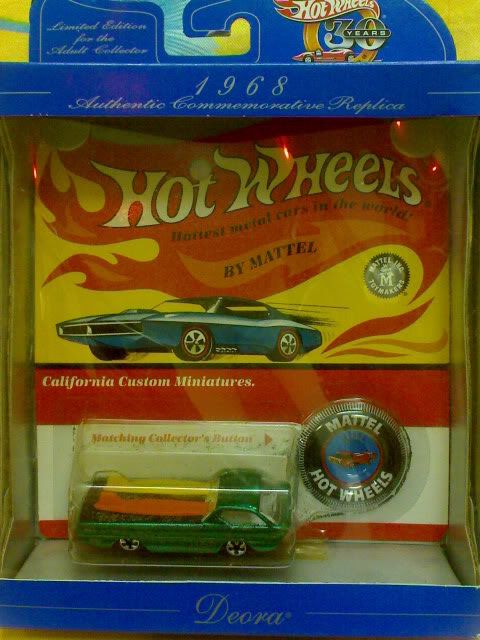 Limited Edition
for the
Adult Collector
Hot Wheels
30
YEARS
1968
Authentic Commemorative Replica
Hot Wheels®
Hottest metal cars in the world!
BY MATTEL
MATTEL, INC.
M
TOYMAKERS
California Custom Miniatures.
Matching Collector's Button
MATTEL
HOT WHEELS
Deora®